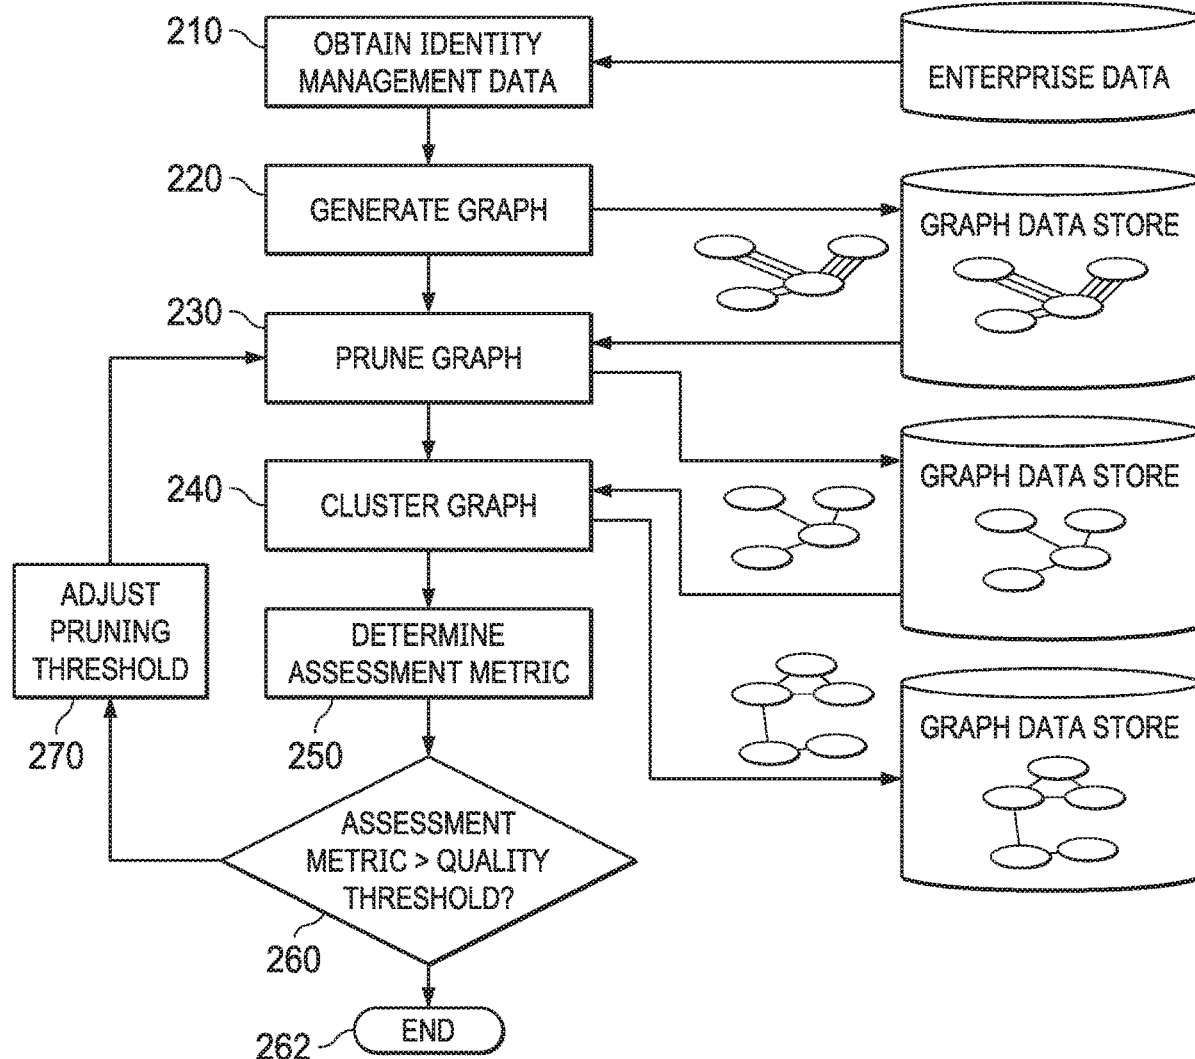 210
OBTAIN IDENTITY
MANAGEMENT DATA
ENTERPRISE DATA
220
GENERATE GRAPH
GRAPH DATA STORE
230
PRUNE GRAPH
240
CLUSTER GRAPH
GRAPH DATA STORE
ADJUST
PRUNING
THRESHOLD
270
DETERMINE
ASSESSMENT METRIC
250
GRAPH DATA STORE
ASSESSMENT
METRIC > QUALITY
THRESHOLD?
260
END
262